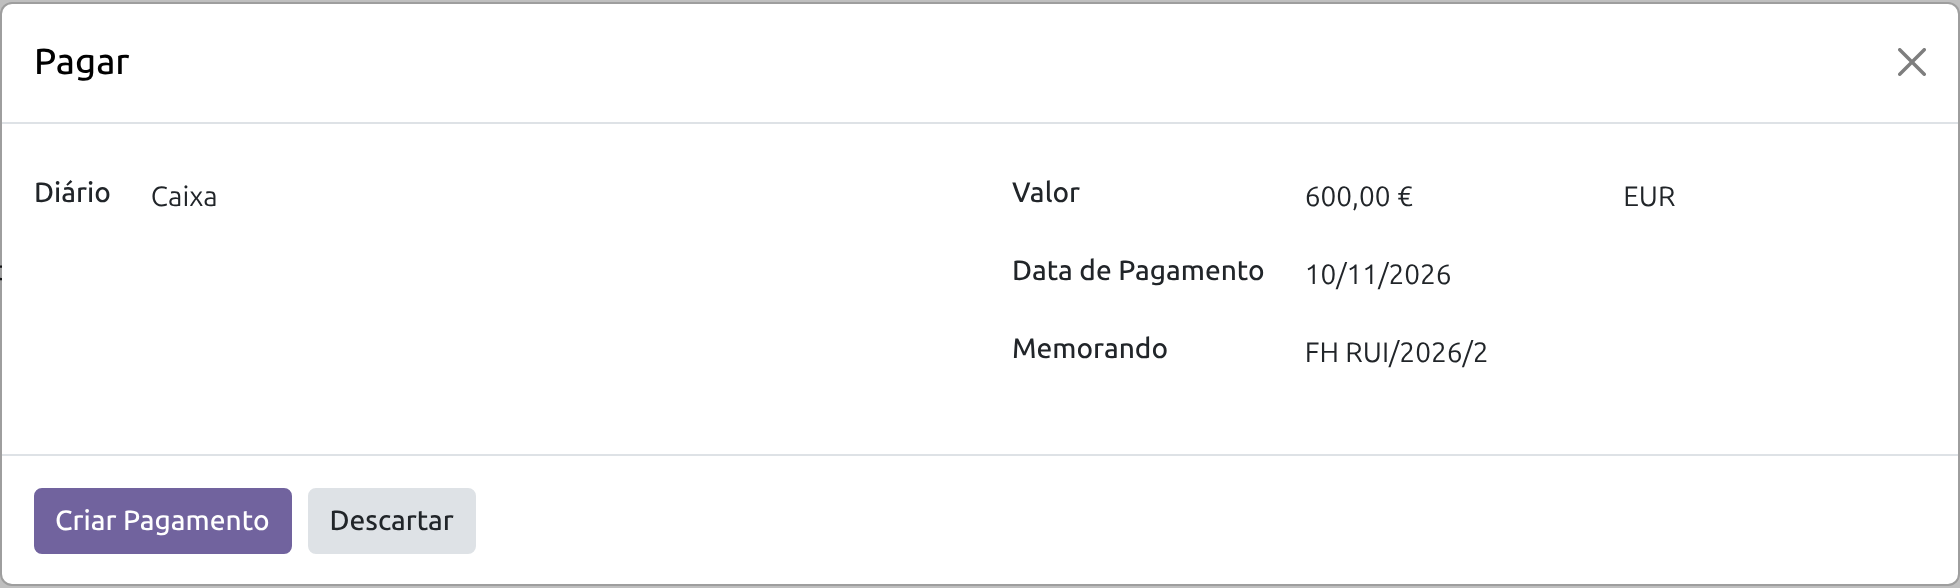 Pagar
Diário Caixa
Valor 600,00 € EUR
Data de Pagamento 10/11/2026
Memorando FH RUI/2026/2
Criar Pagamento Descartar